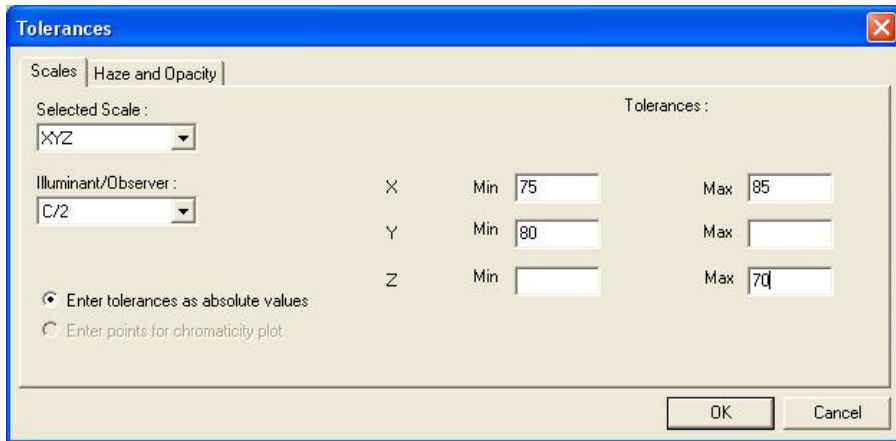 Tolerances
Scales Haze and Opacity
Selected Scale : Tolerances :
XYZ
Illuminant/Observer :
C/2
X Min 75 Max 85
Y Min 80 Max
Z Min Max 70
Enter tolerances as absolute values
Enter points for chromaticity plot
OK Cancel